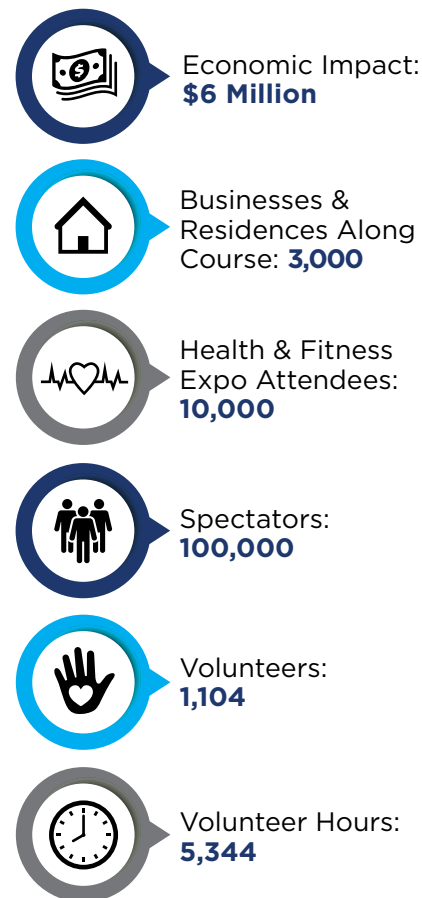 Economic Impact:
$6 Million
Businesses &
Residences Along
Course: 3,000
Health & Fitness
Expo Attendees:
10,000
Spectators:
100,000
Volunteers:
1,104
Volunteer Hours:
5,344